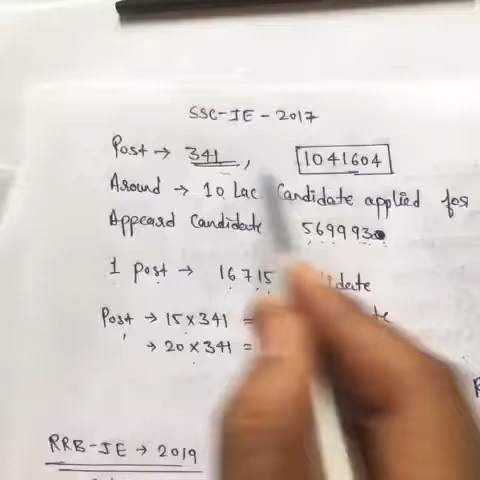 SSC-JE - 2017
Post → 341, 1041604
Around → 10 Lac Candidate applied for
Appeard Candidate 569993
1 post → 16715
Post → 15 x 341 =
→ 20 x 341 =
RRB-JE → 2019